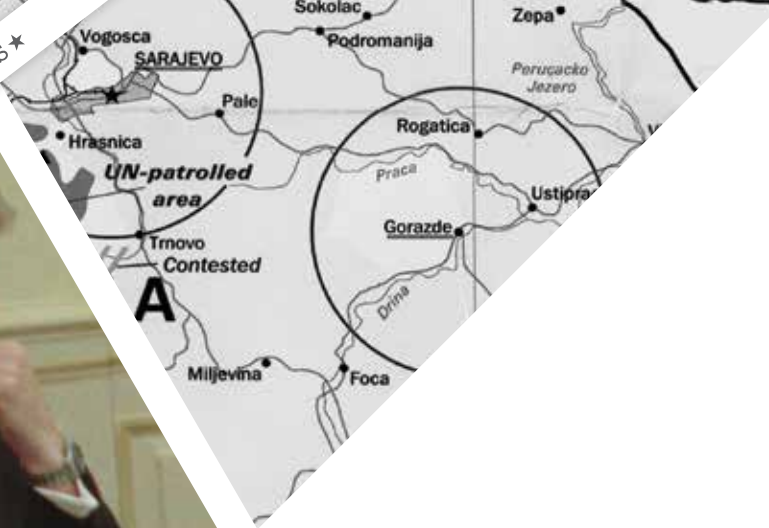 S★
Sokolac
Zepa
Vogosca
Podromanija
SARAJEVO
Perucacko
Jezero
Pale
Rogatica
Hrasnica
UN-patrolled
area
Praca
Gorazde
Trnovo
Contested
A
Drina
Miljevina
Foca